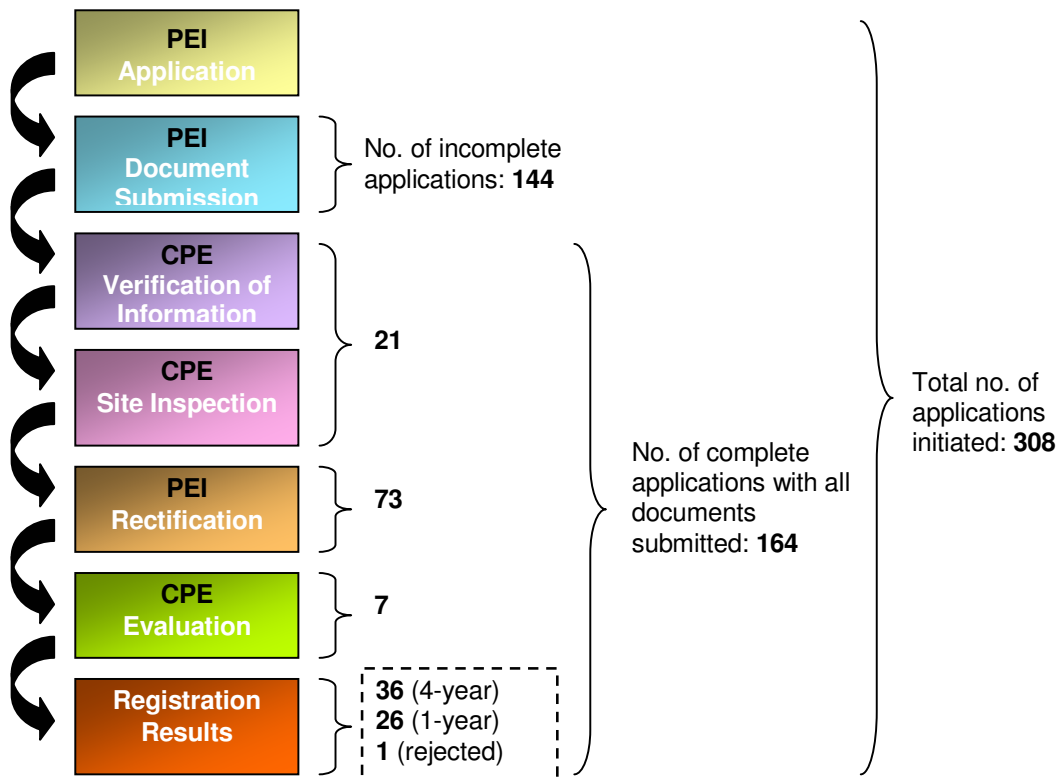 PEI
Application
PEI
Document
Submission
No. of incomplete
applications: 144
CPE
Verification of
Information
21
CPE
Site Inspection
PEI
Rectification
73
CPE
Evaluation
7
Registration
Results
36 (4-year)
26 (1-year)
1 (rejected)
No. of complete
applications with all
documents
submitted: 164
Total no. of
applications
initiated: 308